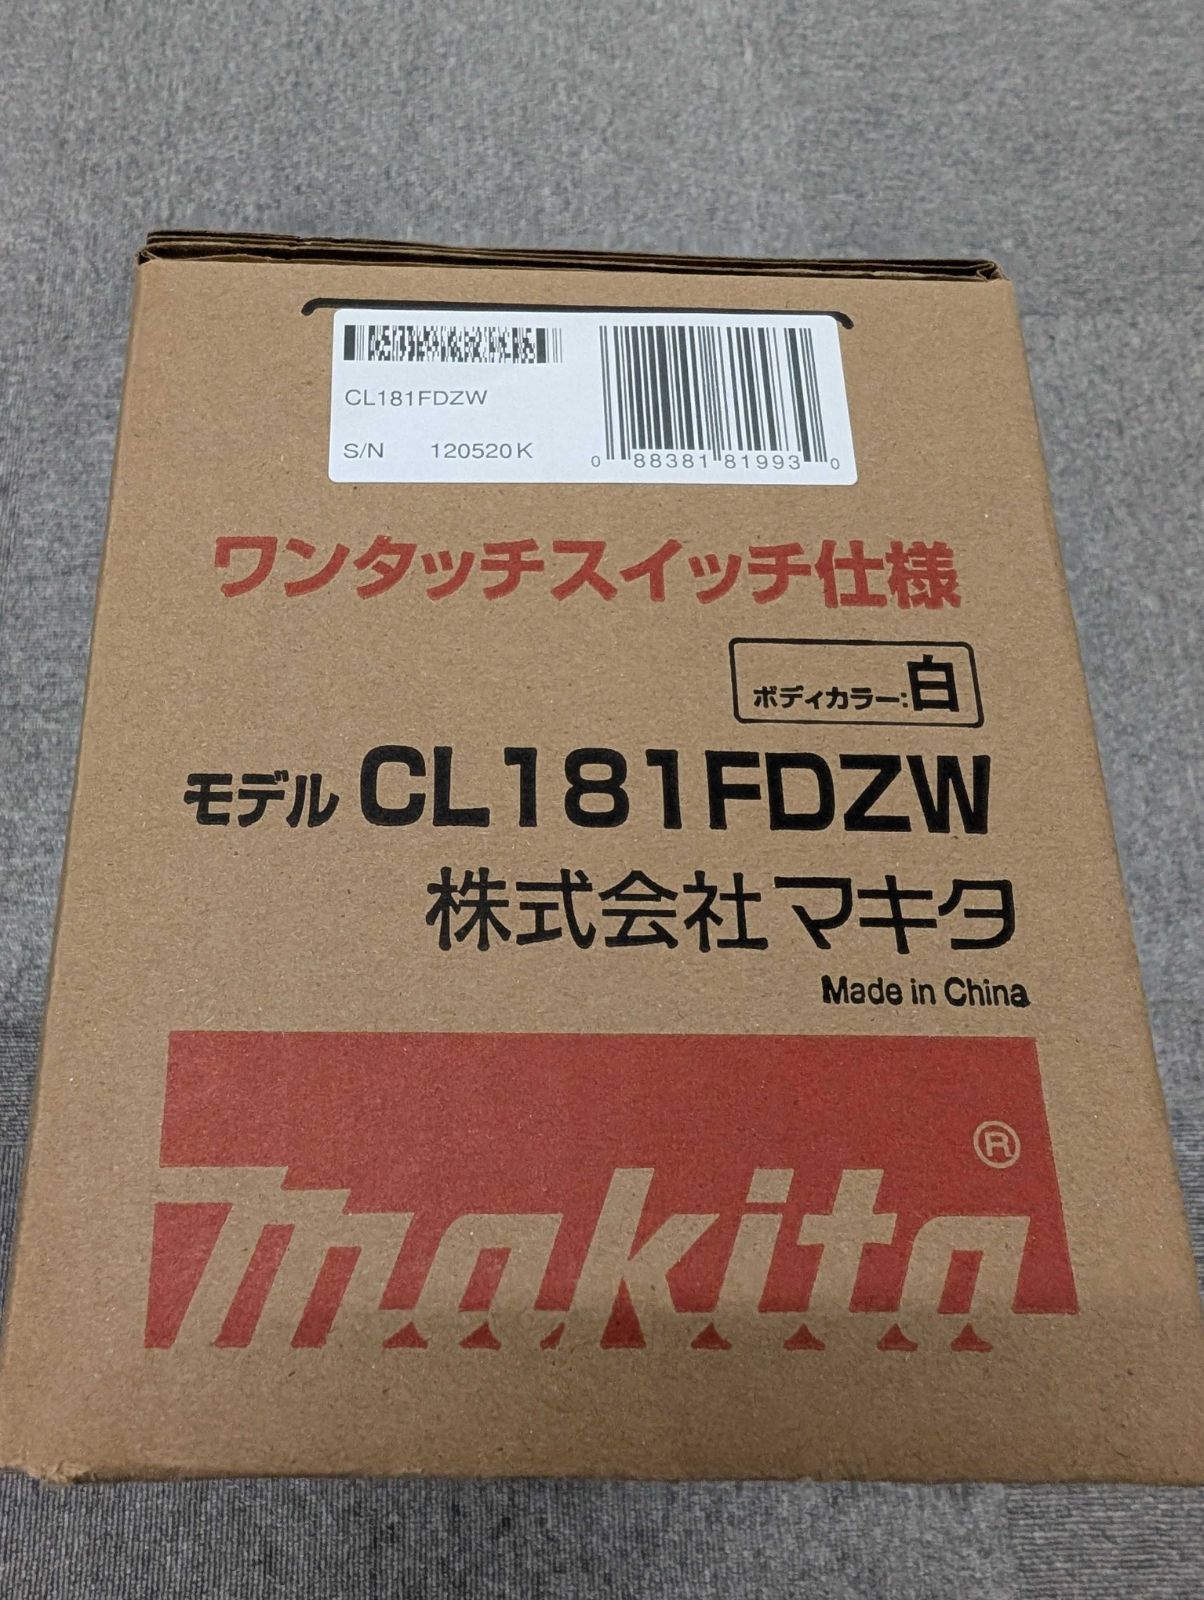 CL181FDZW
S/N 120520K
0 88381 81993 0
ワンタッチスイッチ仕様
ボディカラー:白
モデル CL181FDZW
株式会社マキタ
Made in China
®
makita